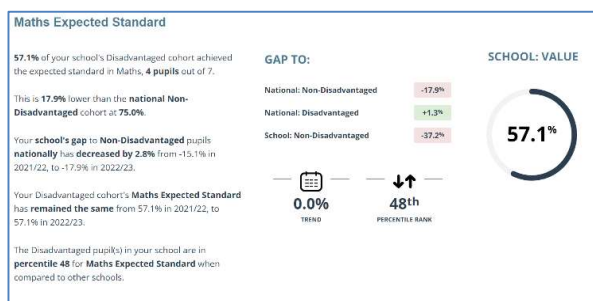 Maths Expected Standard
57.1% of your school's Disadvantaged cohort achieved
the expected standard in Maths, 4 pupils out of 7.
This is 17.9% lower than the national Non-
Disadvantaged cohort at 75.0%.
Your school's gap to Non-Disadvantaged pupils
nationally has decreased by 2.8% from -15.1% in
2021/22, to -17.9% in 2022/23.
Your Disadvantaged cohort's Maths Expected Standard
has remained the same from 57.1% in 2021/22, to
57.1% in 2022/23.
The Disadvantaged pupil(s) in your school are in
percentile 48 for Maths Expected Standard when
compared to other schools.
GAP TO:
National: Non-Disadvantaged -17.9%
National: Disadvantaged +1.3%
School: Non-Disadvantaged -37.2%
0.0%
TREND
48th
PERCENTILE RANK
SCHOOL: VALUE
57.1%